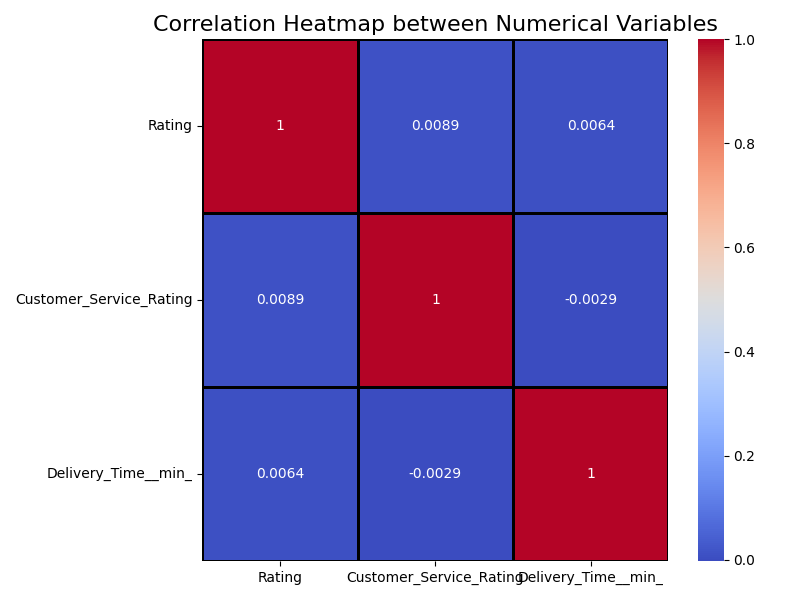 Correlation Heatmap between Numerical Variables
Rating 1 0.0089 0.0064
Customer_Service_Rating 0.0089 1 -0.0029
Delivery_Time__min_ 0.0064 -0.0029 1
Rating Customer_Service_Rating Delivery_Time__min_
1.0
0.8
0.6
0.4
0.2
0.0